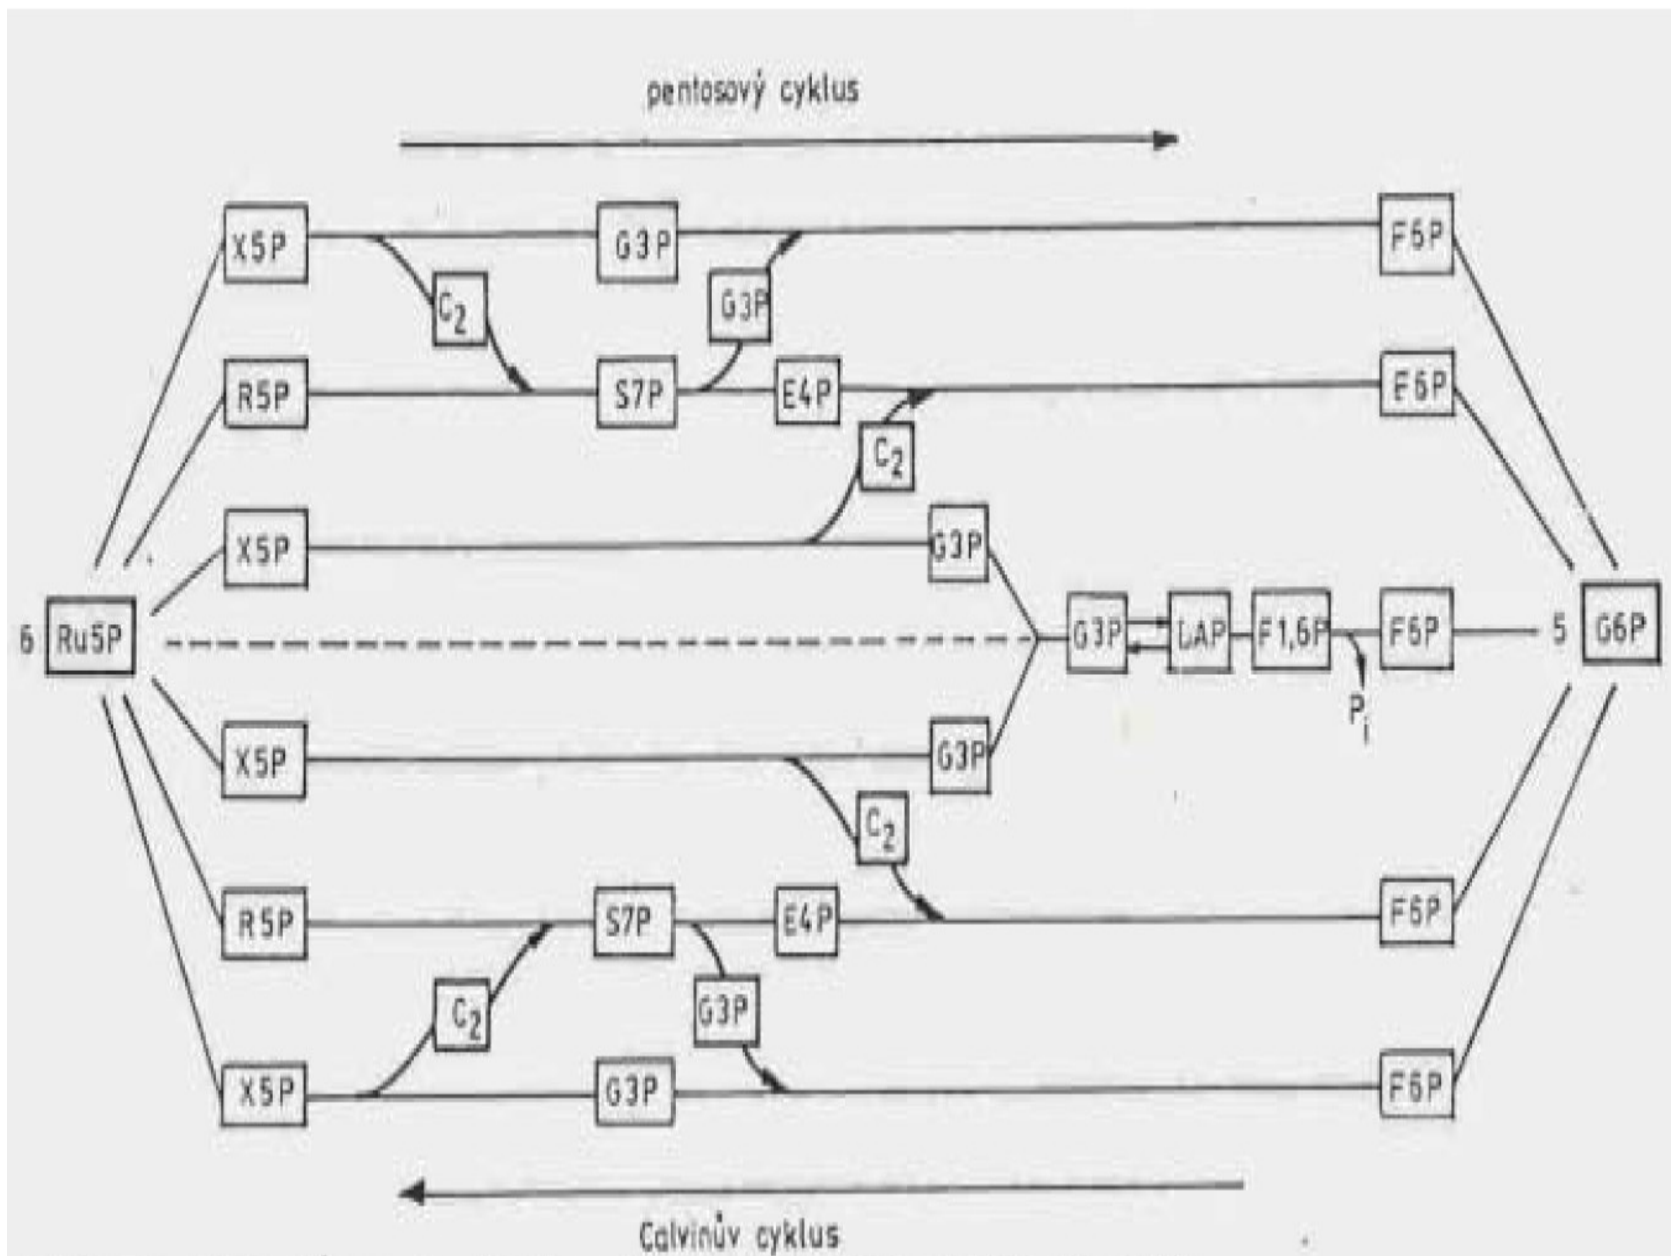 pentosový cyklus
X5P G3P F6P
C2 G3P
R5P S7P E4P F6P
C2
X5P G3P
6 Ru5P G3P DAP F1,6P F6P 5 G6P
Pi
X5P G3P
C2
R5P S7P E4P F6P
C2 G3P
X5P G3P F6P
Calvinův cyklus